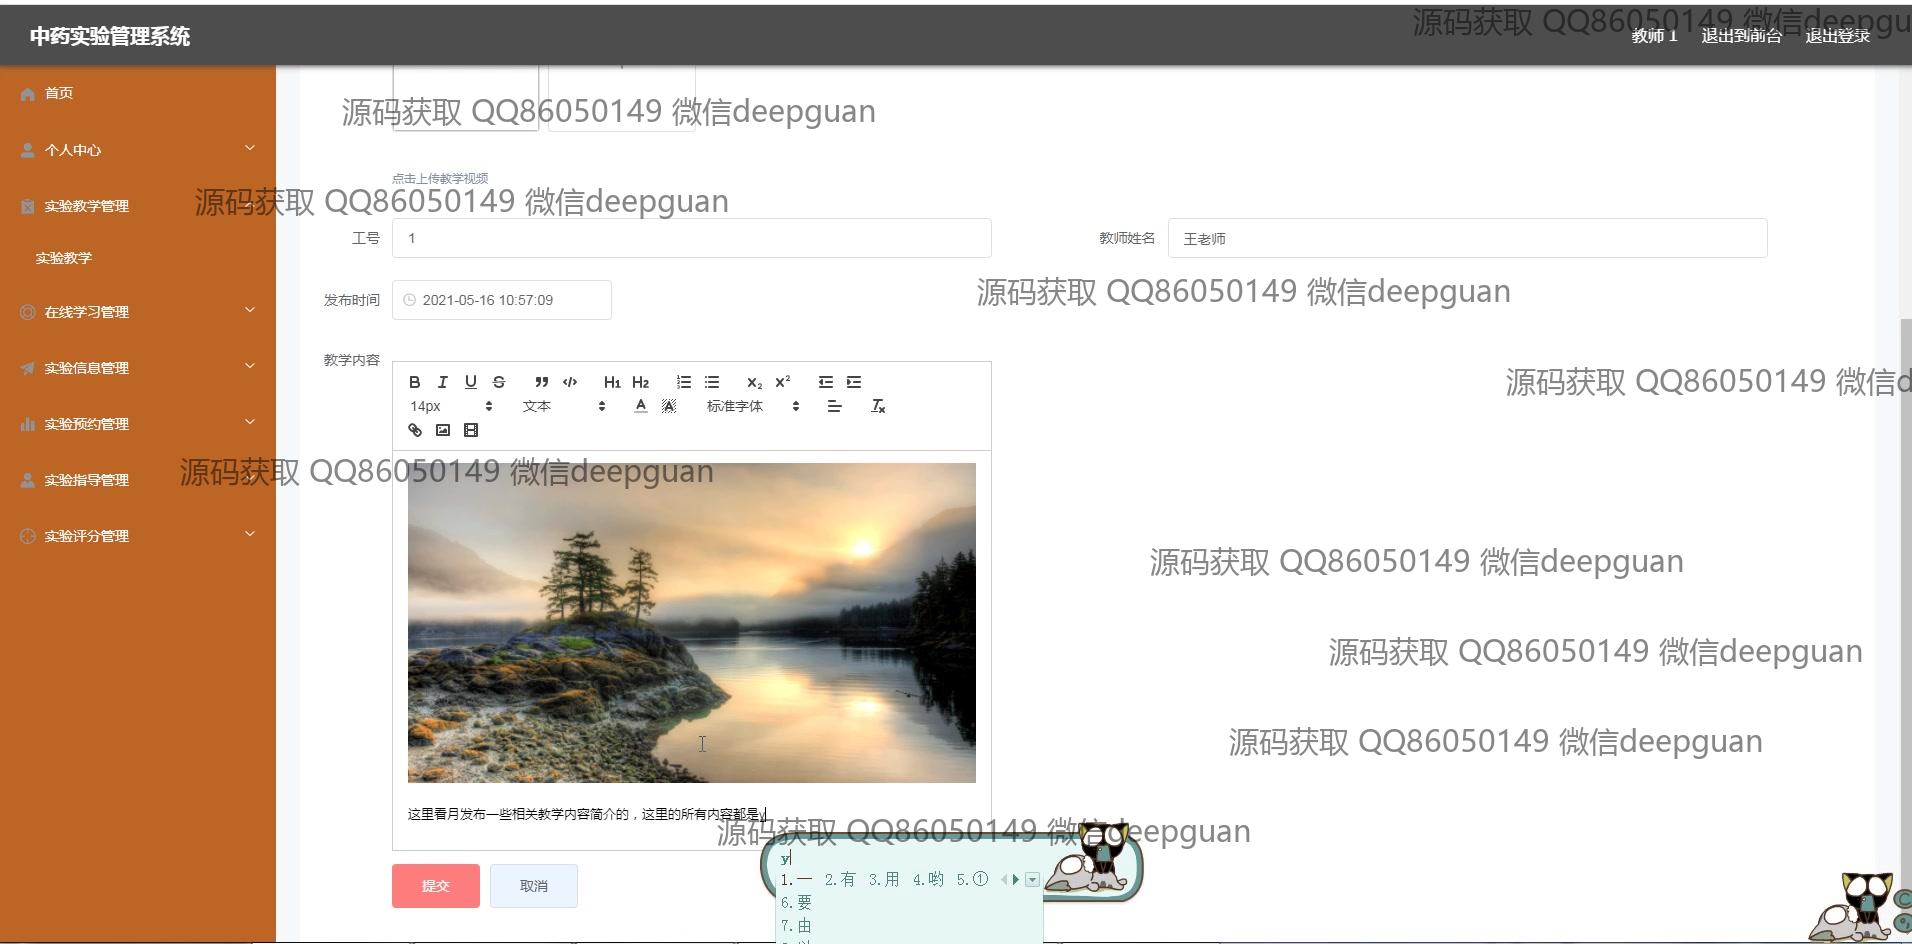 中药实验管理系统
教师 1 退出到前台 退出登录
源码获取 QQ86050149 微信deepgu
首页
个人中心
实验教学管理
实验教学
在线学习管理
实验信息管理
实验预约管理
实验指导管理
实验评分管理
源码获取 QQ86050149 微信deepguan
点击上传教学视频
源码获取 QQ86050149 微信deepguan
工号 1 教师姓名 王老师
源码获取 QQ86050149 微信deepguan
发布时间 2021-05-16 10:57:09
教学内容
源码获取 QQ86050149 微信d
B I U S ❞ </> H1 H2 X₂ X²
14px 文本 A A 标准字体 Tx
源码获取 QQ86050149 微信deepguan
源码获取 QQ86050149 微信deepguan
源码获取 QQ86050149 微信deepguan
源码获取 QQ86050149 微信deepguan
这里看月发布一些相关教学内容简介的，这里的所有内容都是y
源码获取 QQ86050149 微信deepguan
提交 取消
y
1.一 2.有 3.用 4.哟 5.①
6.要
7.由